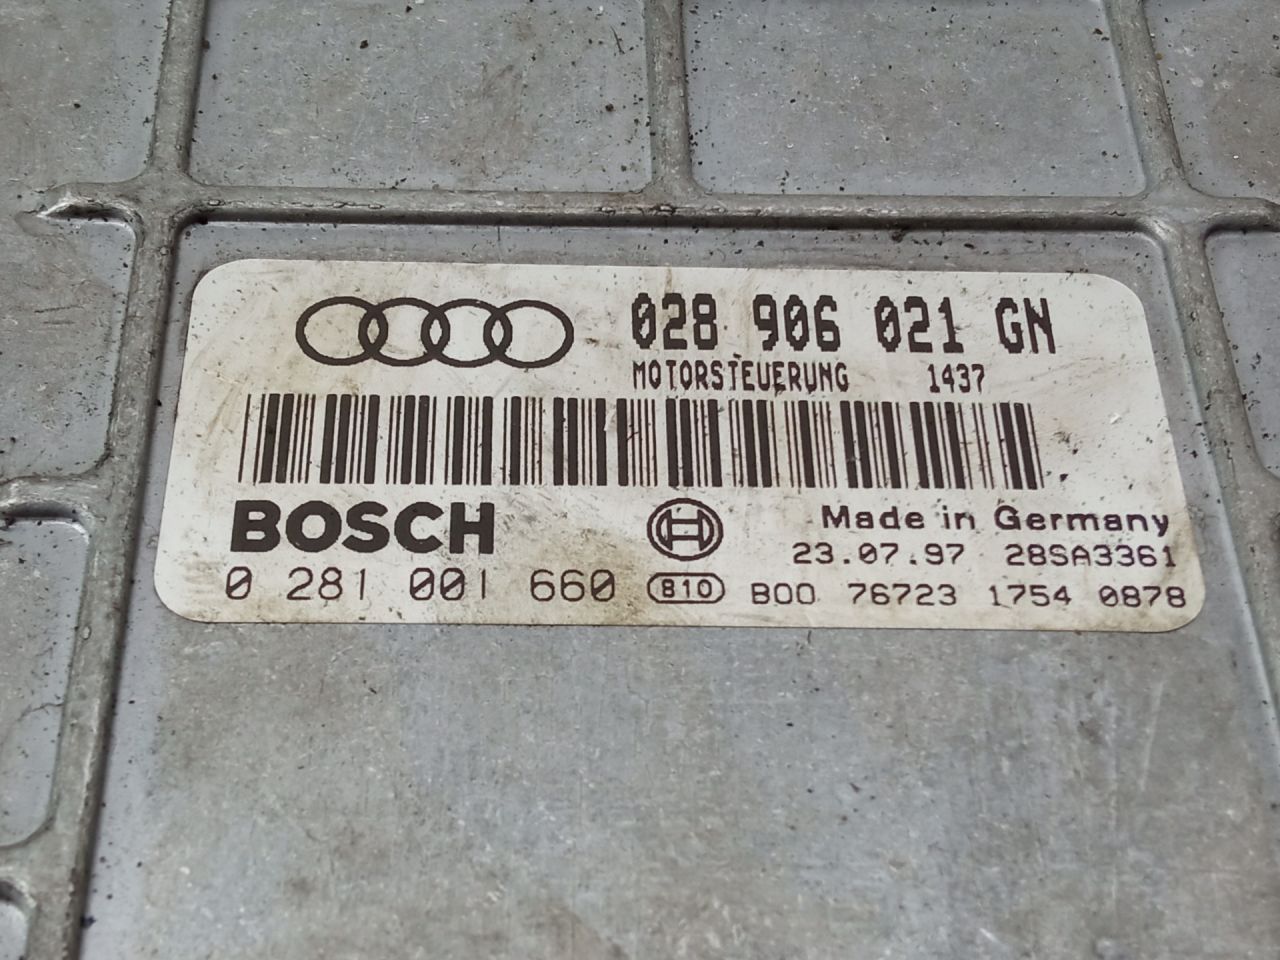 028 906 021 GN
MOTORSTEUERUNG 1437
BOSCH
Made in Germany
23.07.97 28SA3361
0 281 001 660 810 B00 76723 1754 0878